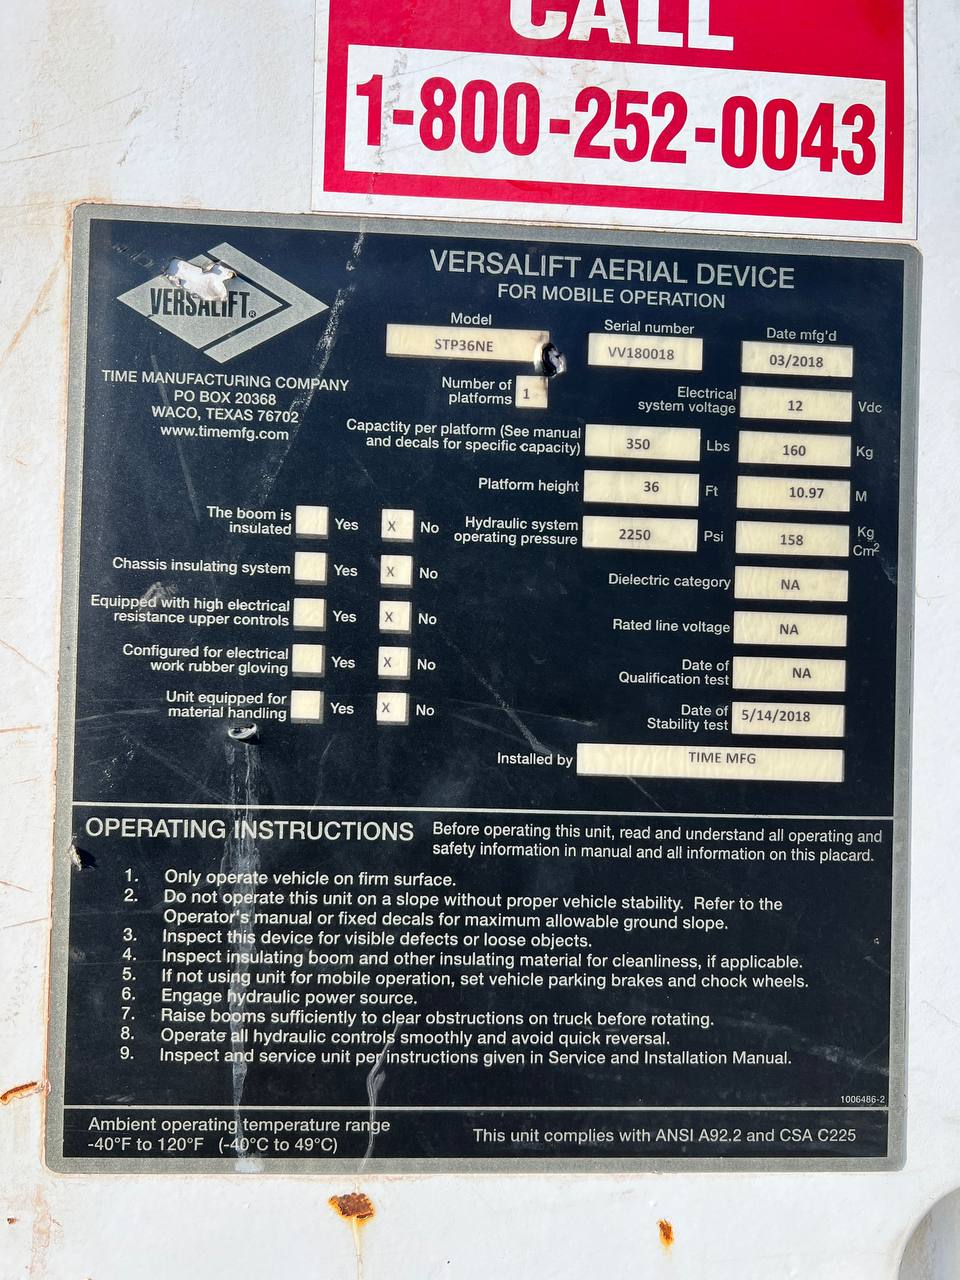 CALL
1-800-252-0043
VERSALIFT®
TIME MANUFACTURING COMPANY
PO BOX 20368
WACO, TEXAS 76702
www.timemfg.com
VERSALIFT AERIAL DEVICE
FOR MOBILE OPERATION
Model
STP36NE
Serial number
VV180018
Date mfg'd
03/2018
Number of
platforms
1
Electrical
system voltage
12 Vdc
Capactity per platform (See manual
and decals for specific capacity)
350 Lbs
160 Kg
Platform height
36 Ft
10.97 M
Hydraulic system
operating pressure
2250 Psi
158
Kg
Cm2
Dielectric category
NA
Rated line voltage
NA
Date of
Qualification test
NA
Date of
Stability test
5/14/2018
Installed by
TIME MFG
The boom is
insulated
Yes X No
Chassis insulating system
Yes X No
Equipped with high electrical
resistance upper controls
Yes X No
Configured for electrical
work rubber gloving
Yes X No
Unit equipped for
material handling
Yes X No
OPERATING INSTRUCTIONS
Before operating this unit, read and understand all operating and
safety information in manual and all information on this placard.
1. Only operate vehicle on firm surface.
2. Do not operate this unit on a slope without proper vehicle stability. Refer to the
Operator's manual or fixed decals for maximum allowable ground slope.
3. Inspect this device for visible defects or loose objects.
4. Inspect insulating boom and other insulating material for cleanliness, if applicable.
5. If not using unit for mobile operation, set vehicle parking brakes and chock wheels.
6. Engage hydraulic power source.
7. Raise booms sufficiently to clear obstructions on truck before rotating.
8. Operate all hydraulic controls smoothly and avoid quick reversal.
9. Inspect and service unit per instructions given in Service and Installation Manual.
1006486-2
Ambient operating temperature range
-40°F to 120°F (-40°C to 49°C)
This unit complies with ANSI A92.2 and CSA C225